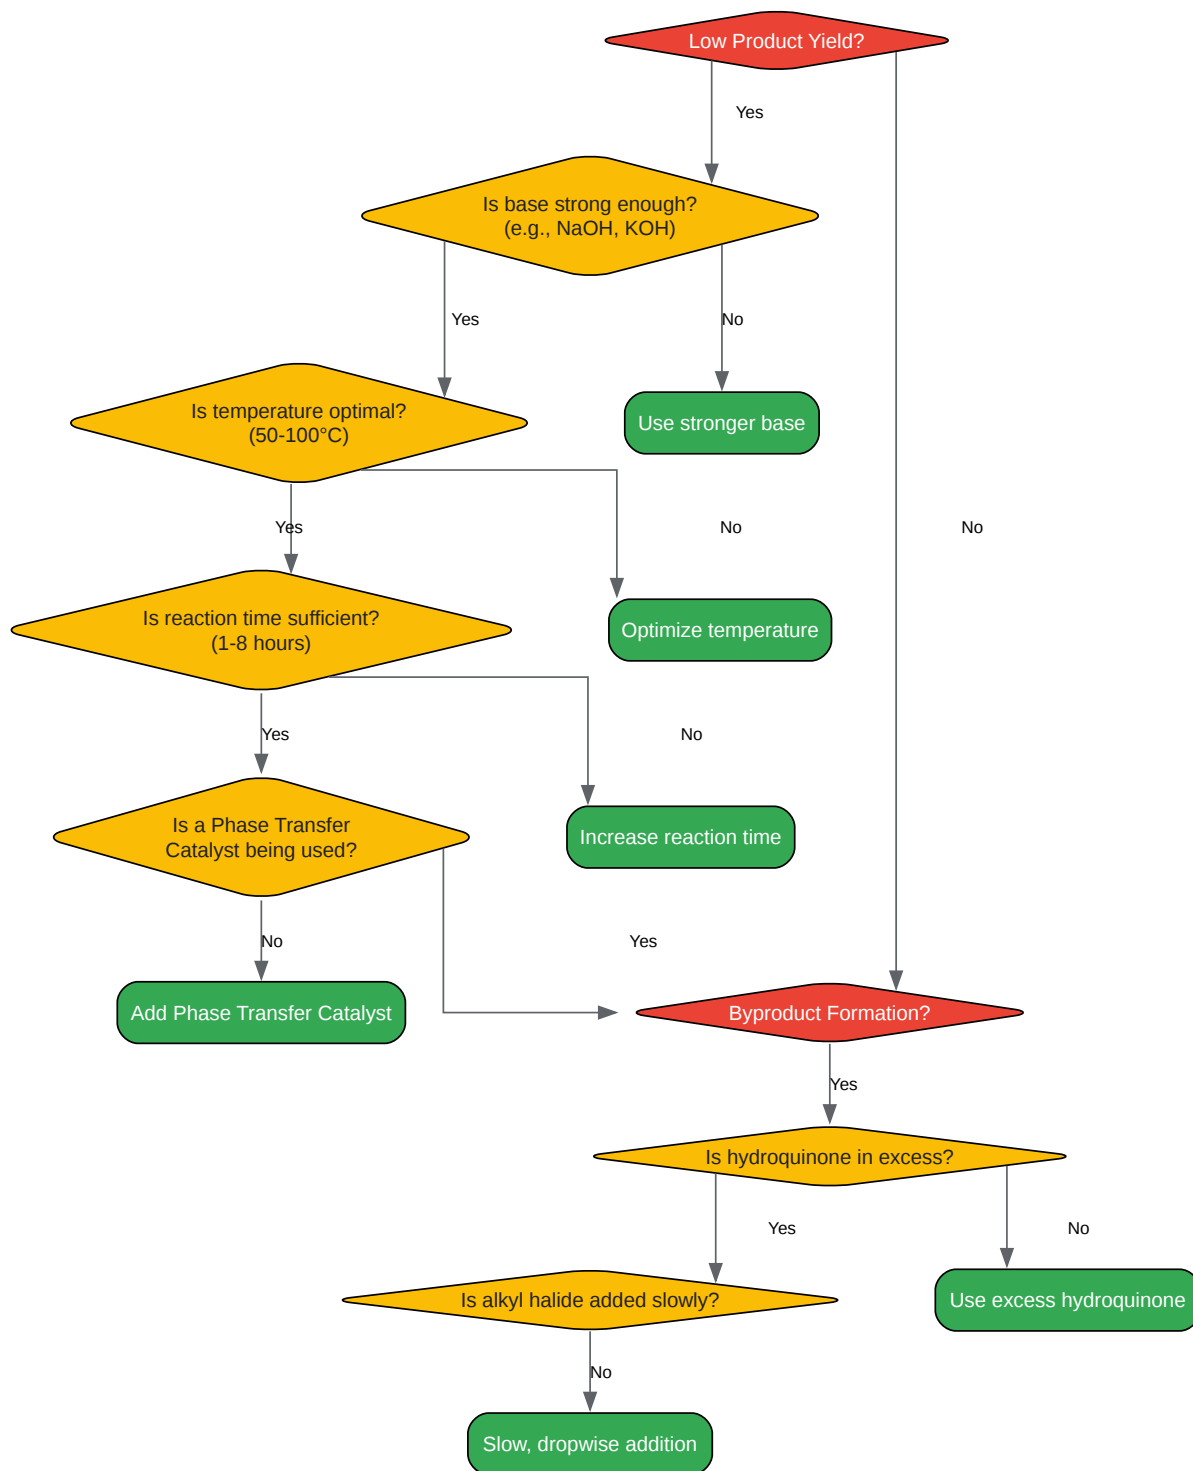 Low Product Yield?
Yes
Is base strong enough?
(e.g., NaOH, KOH)
Yes
No
Is temperature optimal?
(50-100°C)
Use stronger base
Yes
No
No
Is reaction time sufficient?
(1-8 hours)
Optimize temperature
Yes
No
Is a Phase Transfer
Catalyst being used?
Increase reaction time
No
Yes
Add Phase Transfer Catalyst
Byproduct Formation?
Yes
Is hydroquinone in excess?
Yes
No
Is alkyl halide added slowly?
Use excess hydroquinone
No
Slow, dropwise addition